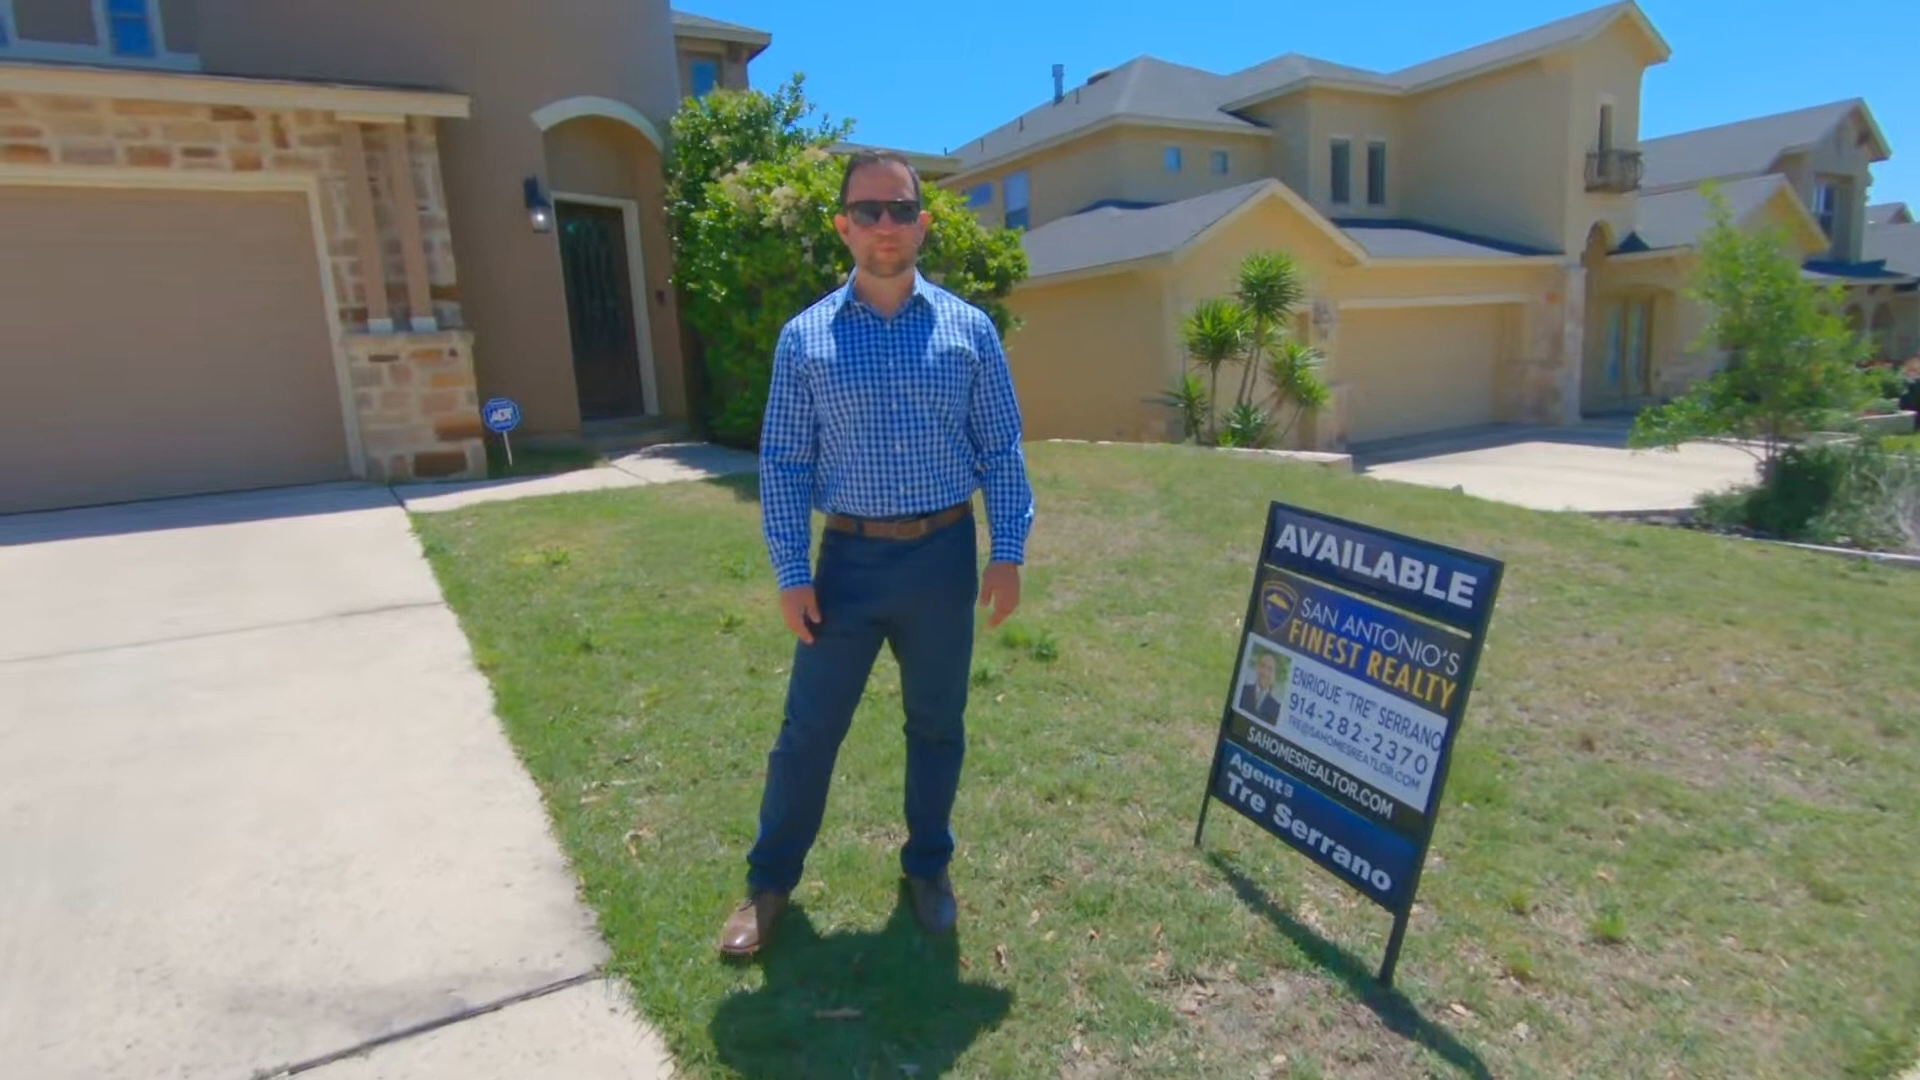 ADT
AVAILABLE
SAN ANTONIO'S
FINEST REALTY
ENRIQUE "TRE" SERRANO
914-282-2370
TRE@SAHOMESREATLOR.COM
SAHOMESREALTOR.COM
Agent:
Tre Serrano